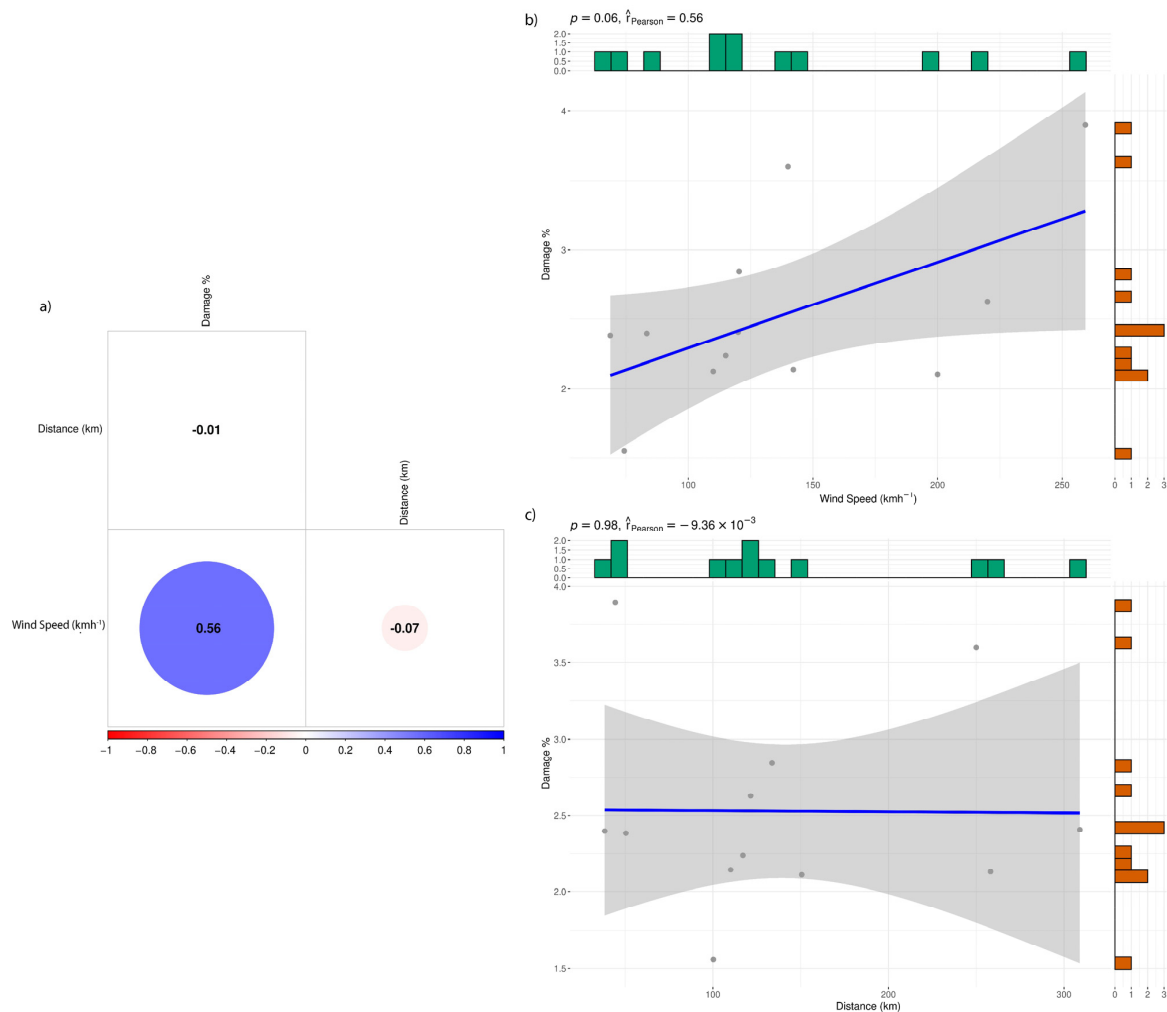 a)
Damage %
Distance (km)
-0.01
Distance (km)
Wind Speed (kmh⁻¹)
0.56
-0.07
−1 −0.8 −0.6 −0.4 −0.2 0 0.2 0.4 0.6 0.8 1
b)
p = 0.06, r̂Pearson = 0.56
2.0
1.5
1.0
0.5
0.0
4
3
2
Damage %
100 150 200 250
Wind Speed (kmh⁻¹)
0 1 2 3
c)
p = 0.98, r̂Pearson = −9.36 × 10⁻³
2.0
1.5
1.0
0.5
0.0
4.0
3.5
3.0
2.5
2.0
1.5
Damage %
100 200 300
Distance (km)
0 1 2 3